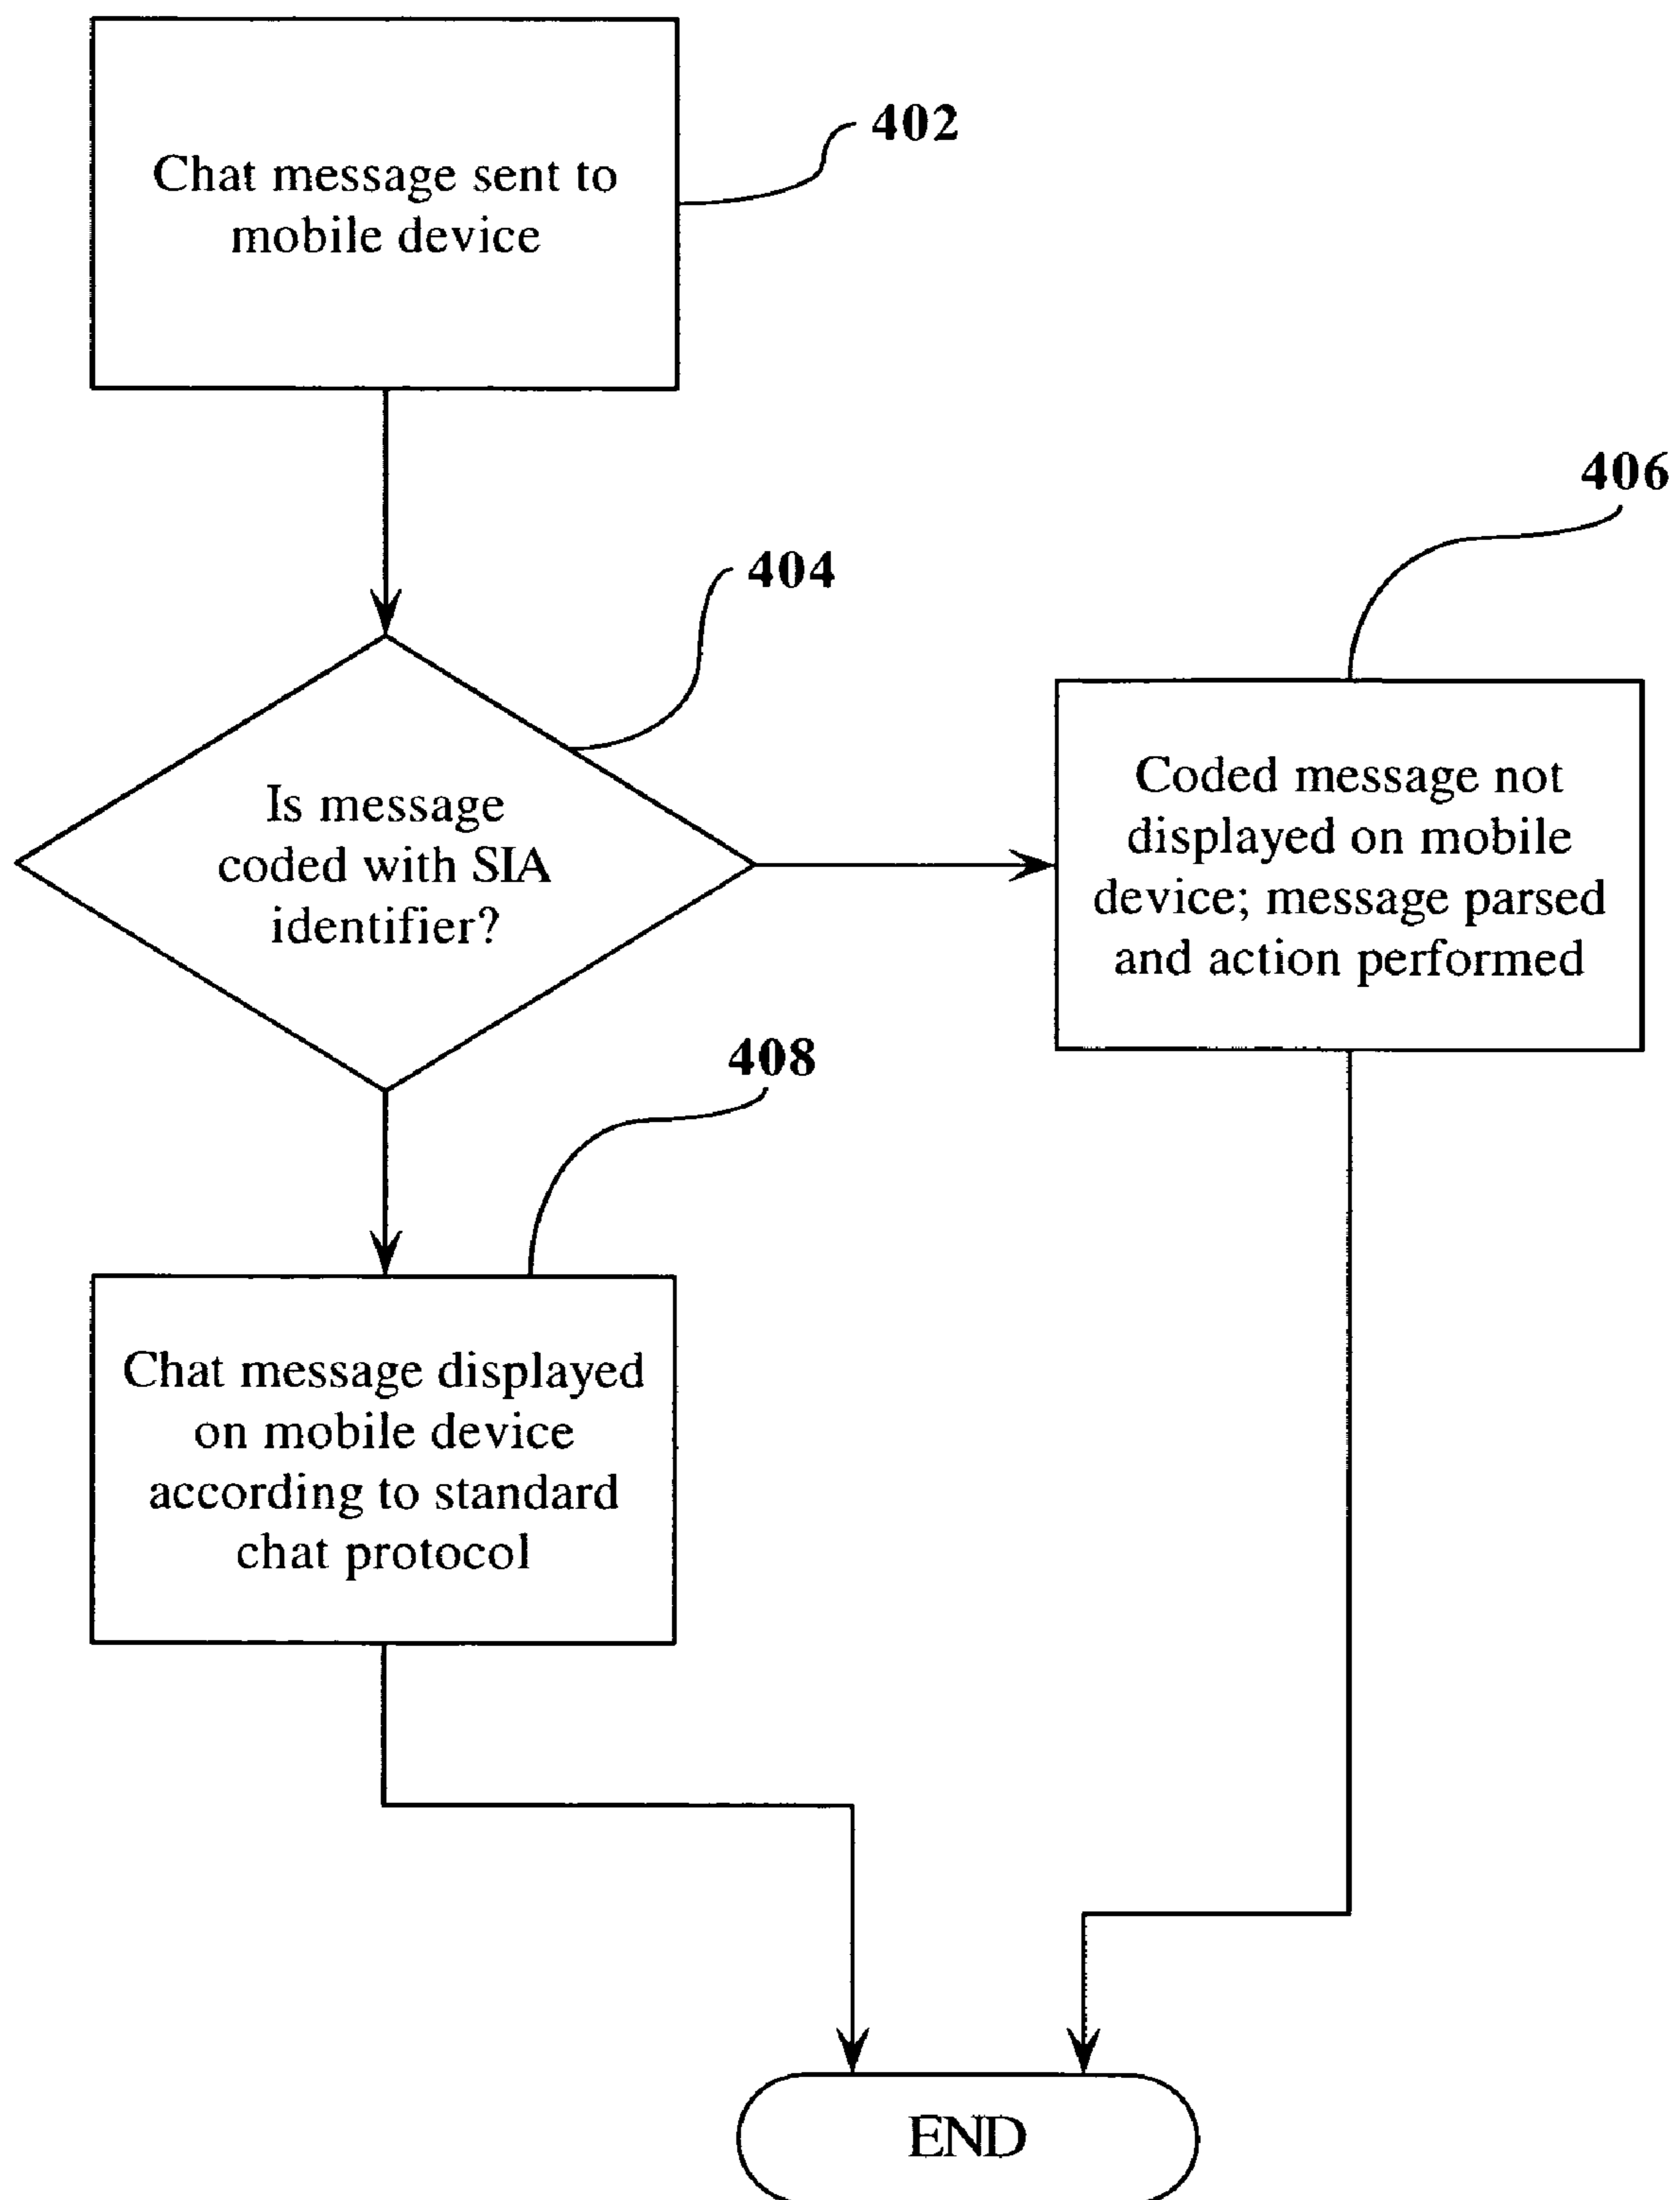 Chat message sent to
mobile device
402
404
Is message
coded with SIA
identifier?
406
Coded message not
displayed on mobile
device; message parsed
and action performed
408
Chat message displayed
on mobile device
according to standard
chat protocol
END